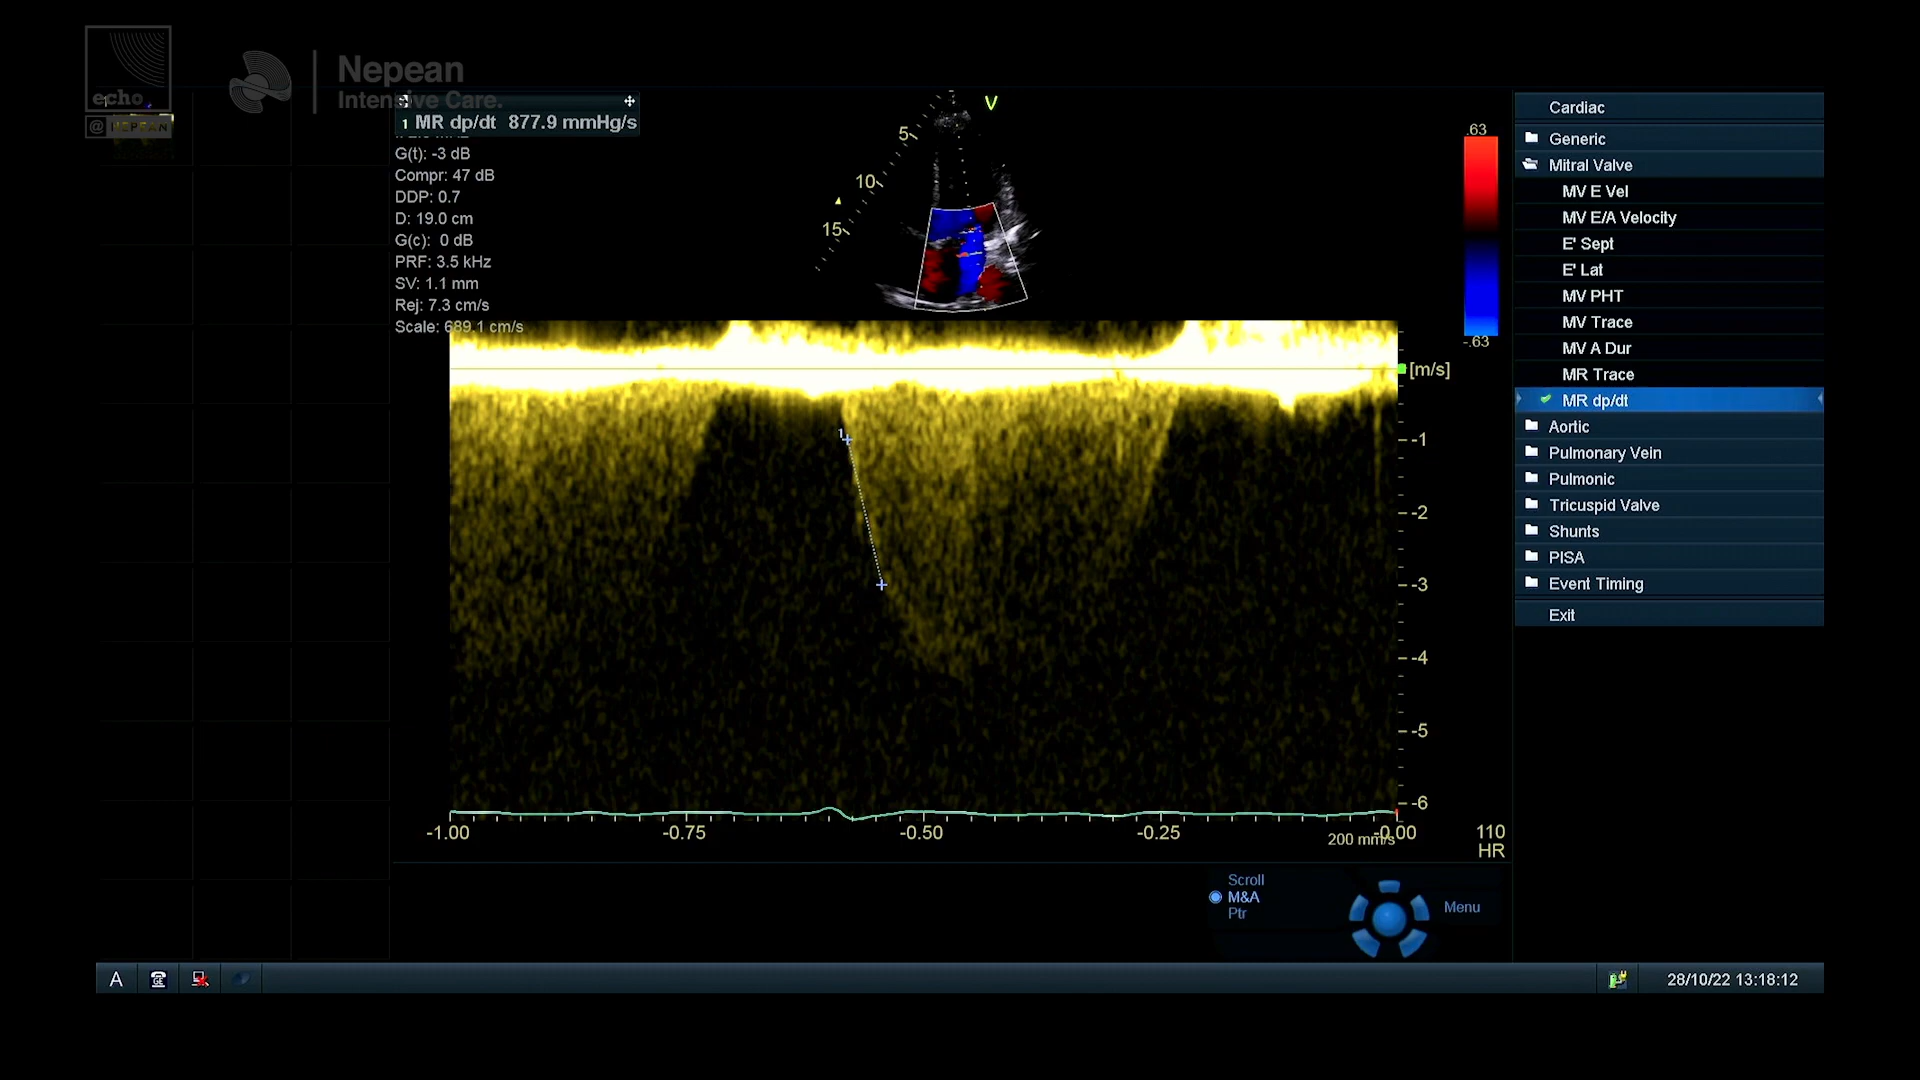 echo
@ NEPEAN
Nepean
Intensive Care.
1 MR dp/dt 877.9 mmHg/s
G(t): -3 dB
Compr: 47 dB
DDP: 0.7
D: 19.0 cm
G(c): 0 dB
PRF: 3.5 kHz
SV: 1.1 mm
Rej: 7.3 cm/s
Scale: 689.1 cm/s
V
5
10
15
.63
-.63
[m/s]
1
-1
-2
-3
-4
-5
-6
-1.00
-0.75
-0.50
-0.25
-0.00
200 mm/s
110
HR
Cardiac
Generic
Mitral Valve
MV E Vel
MV E/A Velocity
E' Sept
E' Lat
MV PHT
MV Trace
MV A Dur
MR Trace
MR dp/dt
Aortic
Pulmonary Vein
Pulmonic
Tricuspid Valve
Shunts
PISA
Event Timing
Exit
Scroll
M&A
Ptr
Menu
A
GE
28/10/22 13:18:12